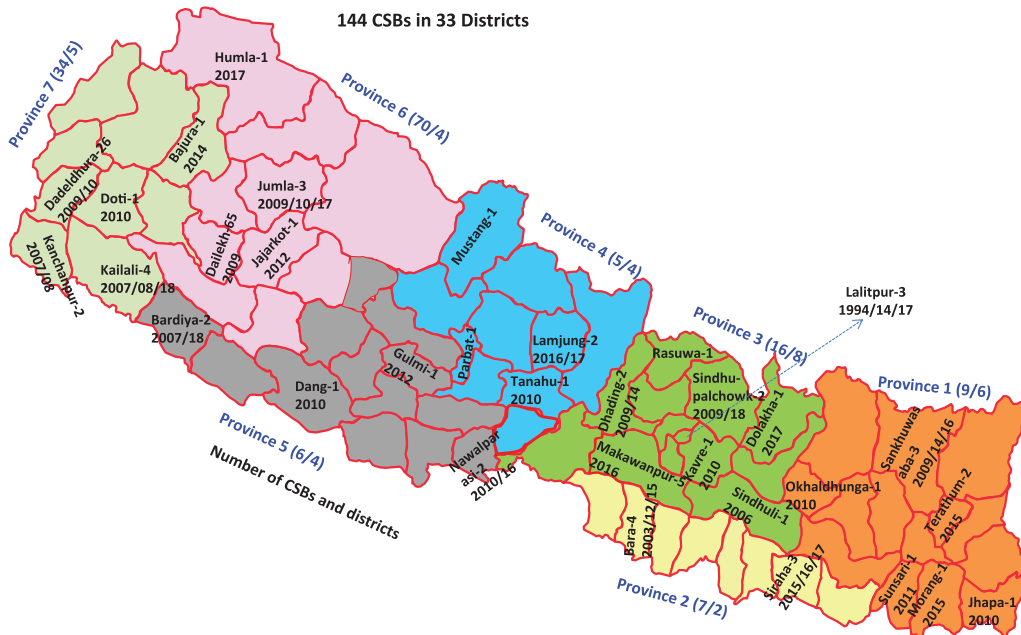 144 CSBs in 33 Districts
Province 7 (34/5)
Humla-1
2017
Province 6 (70/4)
Bajura-1
2014
Dadeldhura-26
2009/10
Doti-1
2010
Jumla-3
2009/10/17
Kanchanpur-2
2007/08
Kailali-4
2007/08/18
Dailekh-65
2009
Jajarkot-1
2012
Mustang-1
Province 4 (5/4)
Lalitpur-3
1994/14/17
Bardiya-2
2007/18
Gulmi-1
2012
Parbat-1
Lamjung-2
2016/17
Tanahu-1
2010
Dang-1
2010
Province 3 (16/8)
Rasuwa-1
Dhading-2
2009/14
Sindhu-
palchowk-2
2009/18
Dolakha-1
2017
Province 1 (9/6)
Province 5 (6/4)
Number of CSBs and districts
Nawalpar
asi-2
2010/16
Makawanpur-5
2016
Kavre-1
2010
Sindhuli-1
2006
Okhaldhunga-1
2010
Sankhuwas
aba-3
2009/14/16
Terathum-2
2015
Bara-4
2003/12/15
Province 2 (7/2)
Siraha-3
2015/16/17
Sunsari-1
2011
Morang-1
2015
Jhapa-1
2010